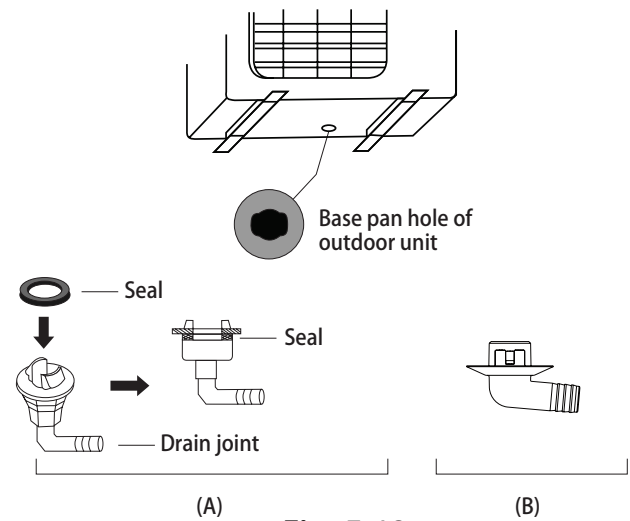 Base pan hole of
outdoor unit
Seal
Seal
Drain joint
(A)
(B)